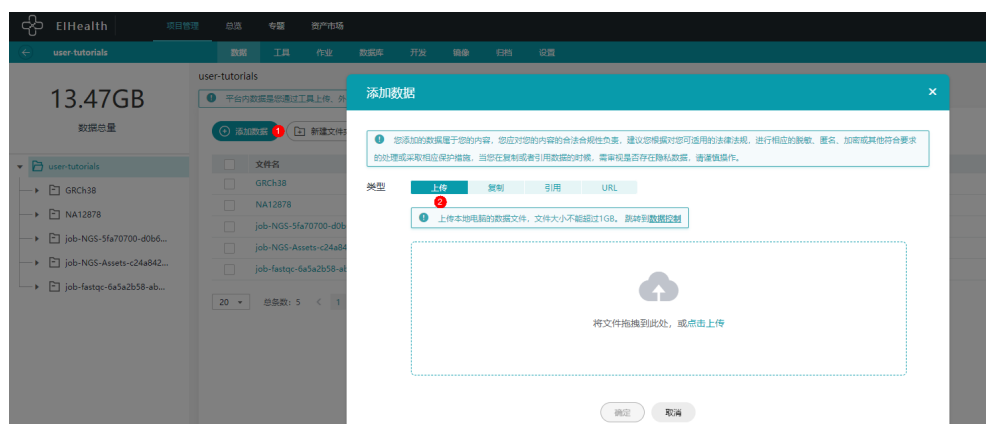 EIHealth 项目管理 总览 专题 资产市场
user-tutorials 数据 工具 作业 数据库 开发 镜像 归档 设置
13.47GB
数据总量
user-tutorials
GRCh38
NA12878
job-NGS-5fa70700-d0b6...
job-NGS-Assets-c24a842...
job-fastqc-6a5a2b58-ab...
user-tutorials
平台内数据是您通过工具上传，外
添加数据 1 新建文件
文件名
GRCh38
NA12878
job-NGS-5fa70700-d0b
job-NGS-Assets-c24a84
job-fastqc-6a5a2b58-ab
20 总条数：5 < 1
添加数据 ×
您添加的数据属于您的内容，您应对您的内容的合法合规性负责，建议您根据对您可适用的法律法规，进行相应的脱敏、匿名、加密或其他符合要求
的处理或采取相应保护措施，当您在复制或者引用数据的时候，需审视是否存在隐私数据，请谨慎操作。
类型 上传 复制 引用 URL
2
上传本地电脑的数据文件，文件大小不能超过1GB。 跳转到数据控制
将文件拖拽到此处，或点击上传
确定 取消